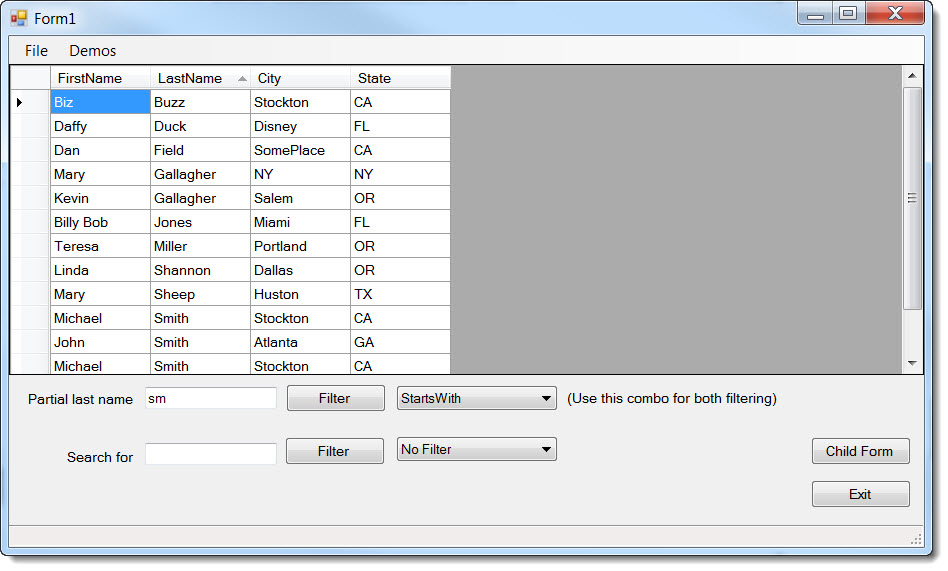 Form1
File Demos
FirstName LastName City State
Biz Buzz Stockton CA
Daffy Duck Disney FL
Dan Field SomePlace CA
Mary Gallagher NY NY
Kevin Gallagher Salem OR
Billy Bob Jones Miami FL
Teresa Miller Portland OR
Linda Shannon Dallas OR
Mary Sheep Huston TX
Michael Smith Stockton CA
John Smith Atlanta GA
Michael Smith Stockton CA
Partial last name sm Filter StartsWith (Use this combo for both filtering)
Search for Filter No Filter Child Form
Exit